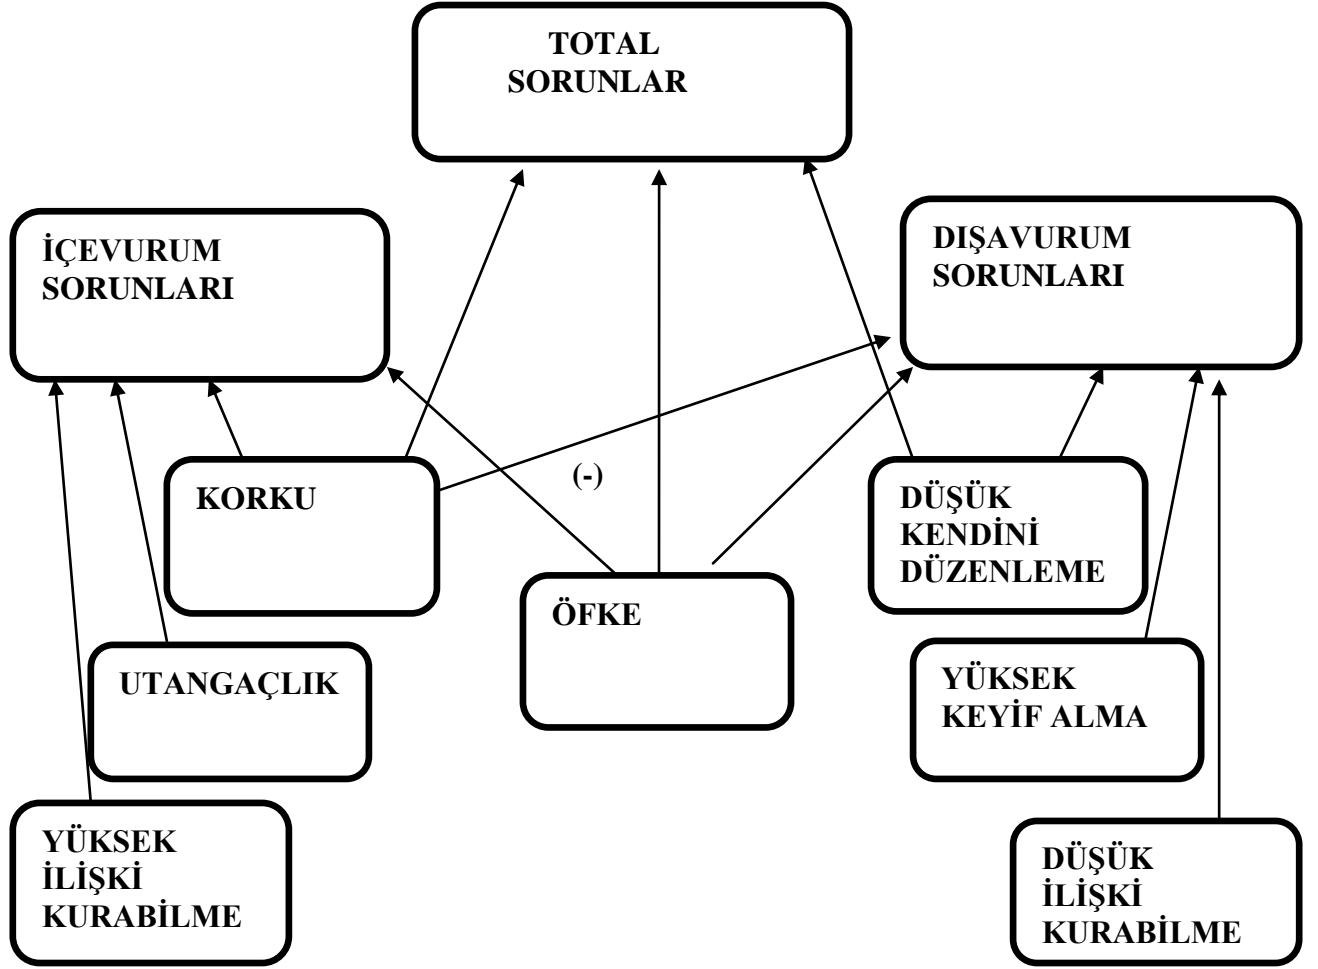 TOTAL
SORUNLAR
İÇEVURUM
SORUNLARI
DIŞAVURUM
SORUNLARI
KORKU
(-)
DÜŞÜK
KENDİNİ
DÜZENLEME
ÖFKE
UTANGAÇLIK
YÜKSEK
KEYİF ALMA
YÜKSEK
İLİŞKİ
KURABİLME
DÜŞÜK
İLİŞKİ
KURABİLME